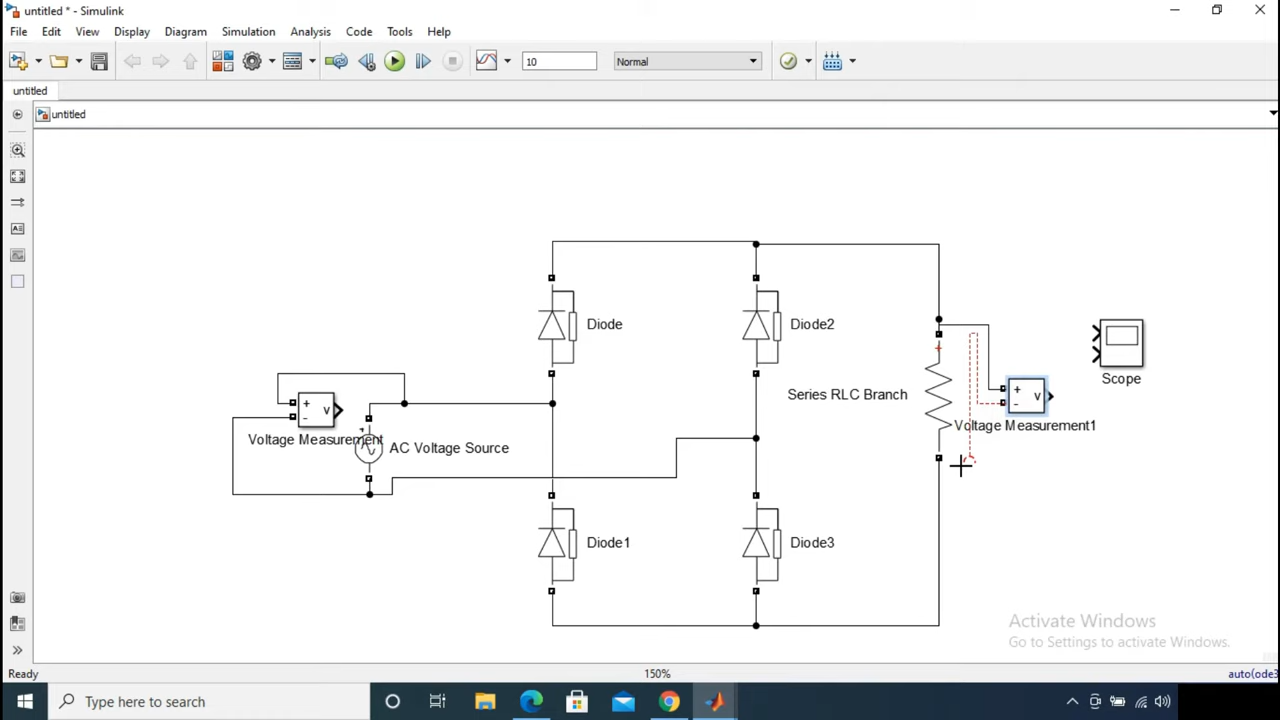 untitled * - Simulink
File Edit View Display Diagram Simulation Analysis Code Tools Help
10 Normal
untitled
untitled
Diode Diode2
+
Scope
Series RLC Branch
+ v
-
+ v
-
Voltage Measurement1
Voltage Measurement
AC Voltage Source
Diode1 Diode3
Activate Windows
Go to Settings to activate Windows.
Ready 150% auto(ode3
Type here to search